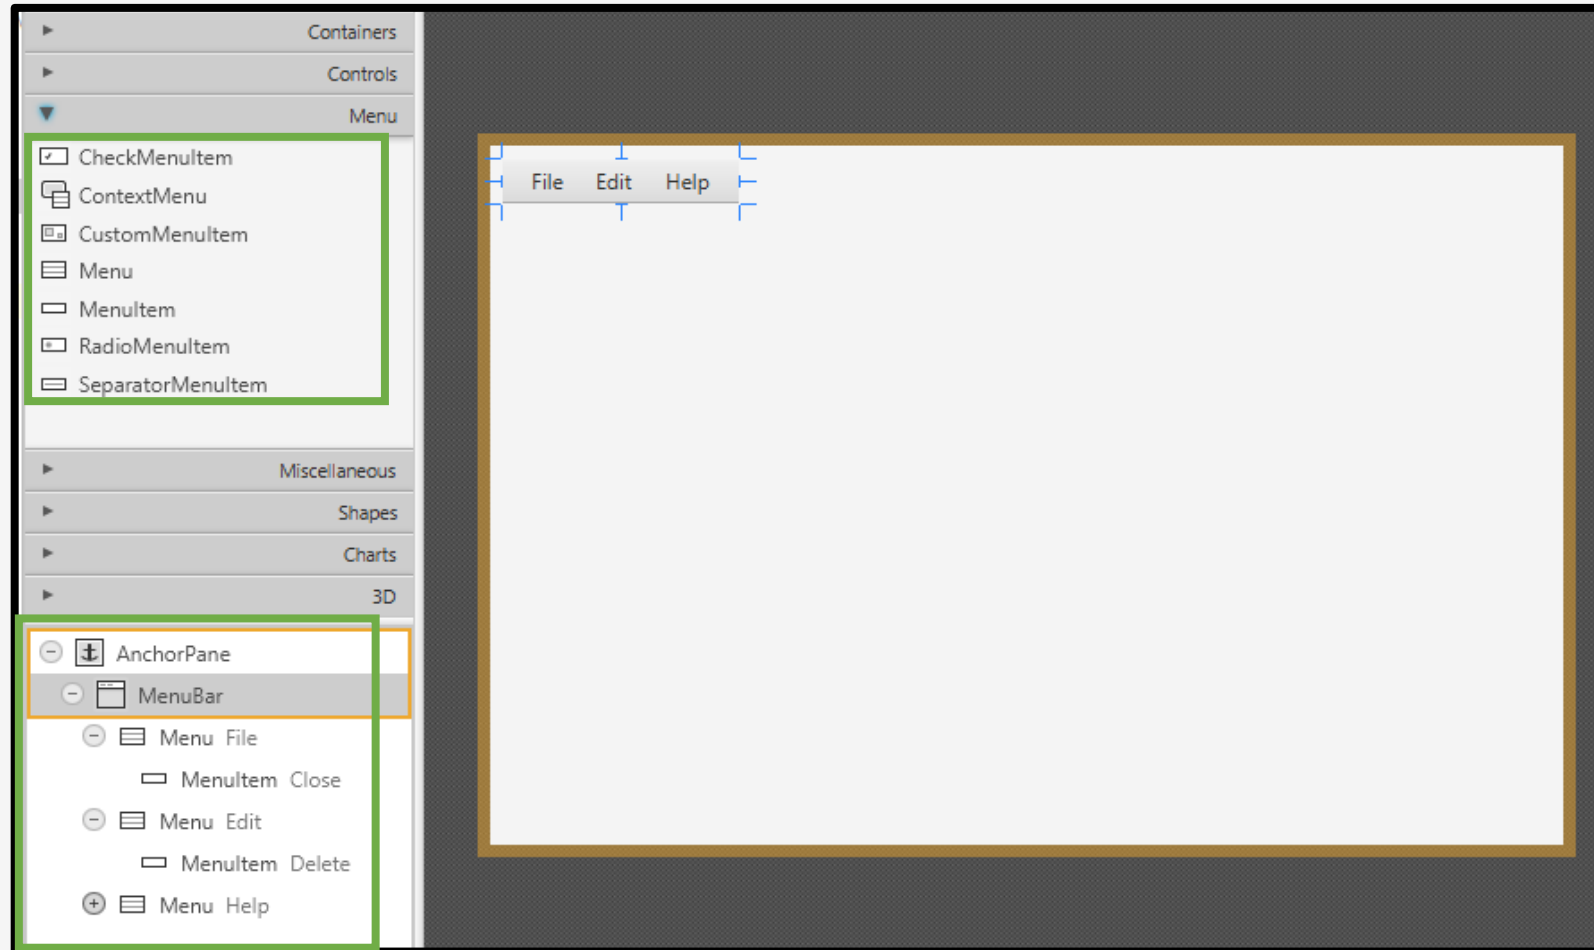 Containers
Controls
Menu
CheckMenuItem
ContextMenu
CustomMenuItem
Menu
MenuItem
RadioMenuItem
SeparatorMenuItem
Miscellaneous
Shapes
Charts
3D
AnchorPane
MenuBar
Menu File
MenuItem Close
Menu Edit
MenuItem Delete
Menu Help
File Edit Help